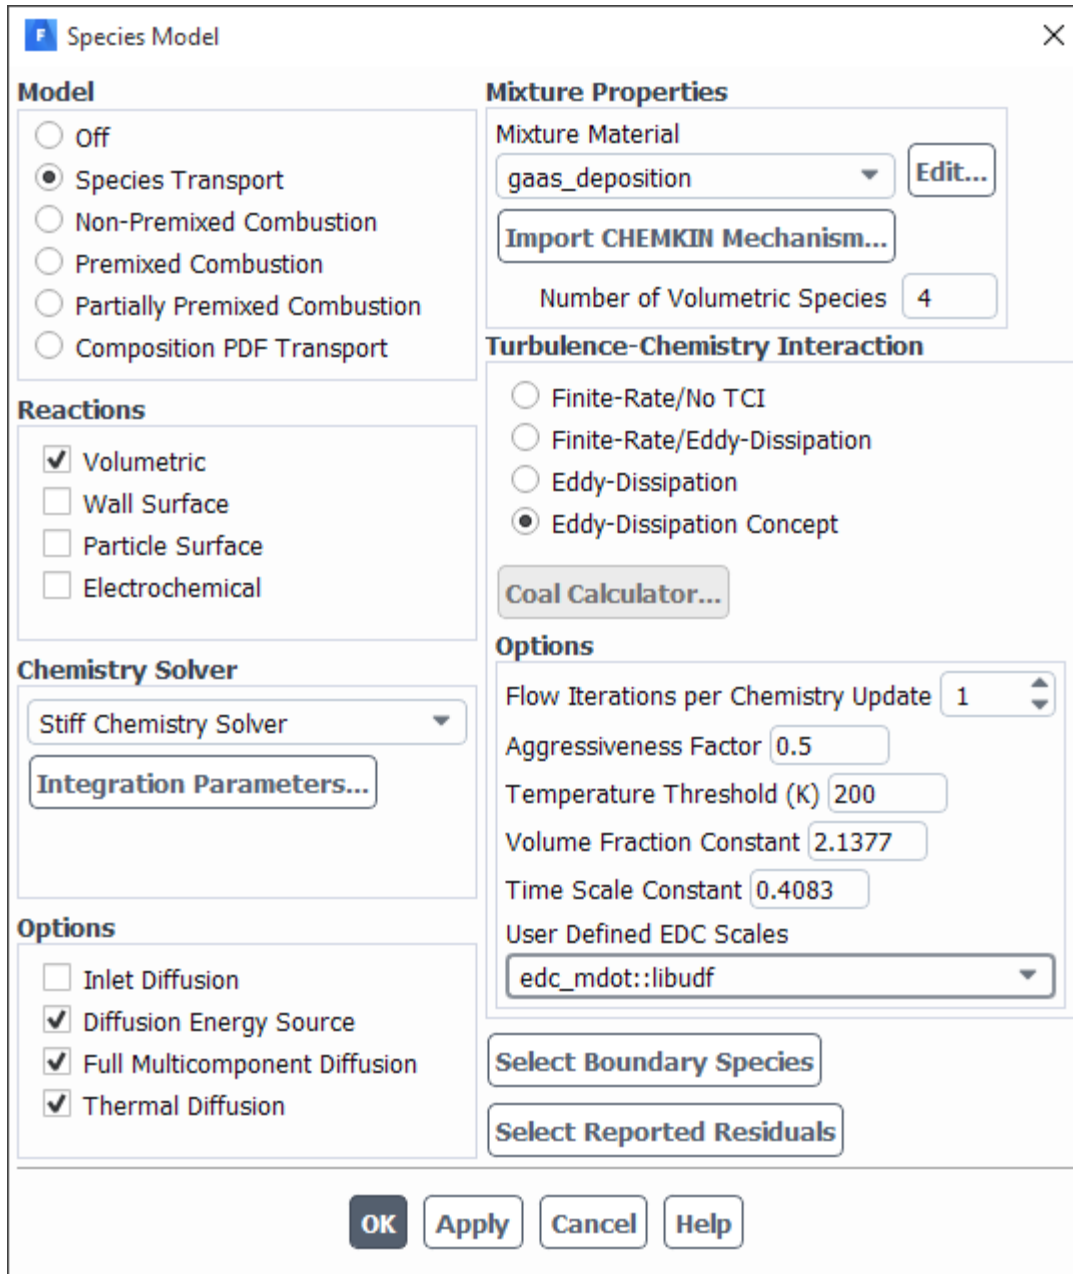 F Species Model
Model
Off
Species Transport
Non-Premixed Combustion
Premixed Combustion
Partially Premixed Combustion
Composition PDF Transport
Reactions
Volumetric
Wall Surface
Particle Surface
Electrochemical
Chemistry Solver
Stiff Chemistry Solver
Integration Parameters...
Options
Inlet Diffusion
Diffusion Energy Source
Full Multicomponent Diffusion
Thermal Diffusion
Mixture Properties
Mixture Material
gaas_deposition Edit...
Import CHEMKIN Mechanism...
Number of Volumetric Species 4
Turbulence-Chemistry Interaction
Finite-Rate/No TCI
Finite-Rate/Eddy-Dissipation
Eddy-Dissipation
Eddy-Dissipation Concept
Coal Calculator...
Options
Flow Iterations per Chemistry Update 1
Aggressiveness Factor 0.5
Temperature Threshold (K) 200
Volume Fraction Constant 2.1377
Time Scale Constant 0.4083
User Defined EDC Scales
edc_mdot::libudf
Select Boundary Species
Select Reported Residuals
OK Apply Cancel Help